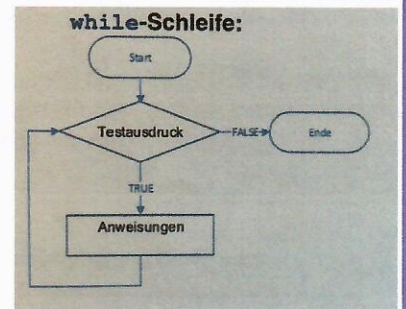 while-Schleife:
Start
Testausdruck
FALSE
Ende
TRUE
Anweisungen